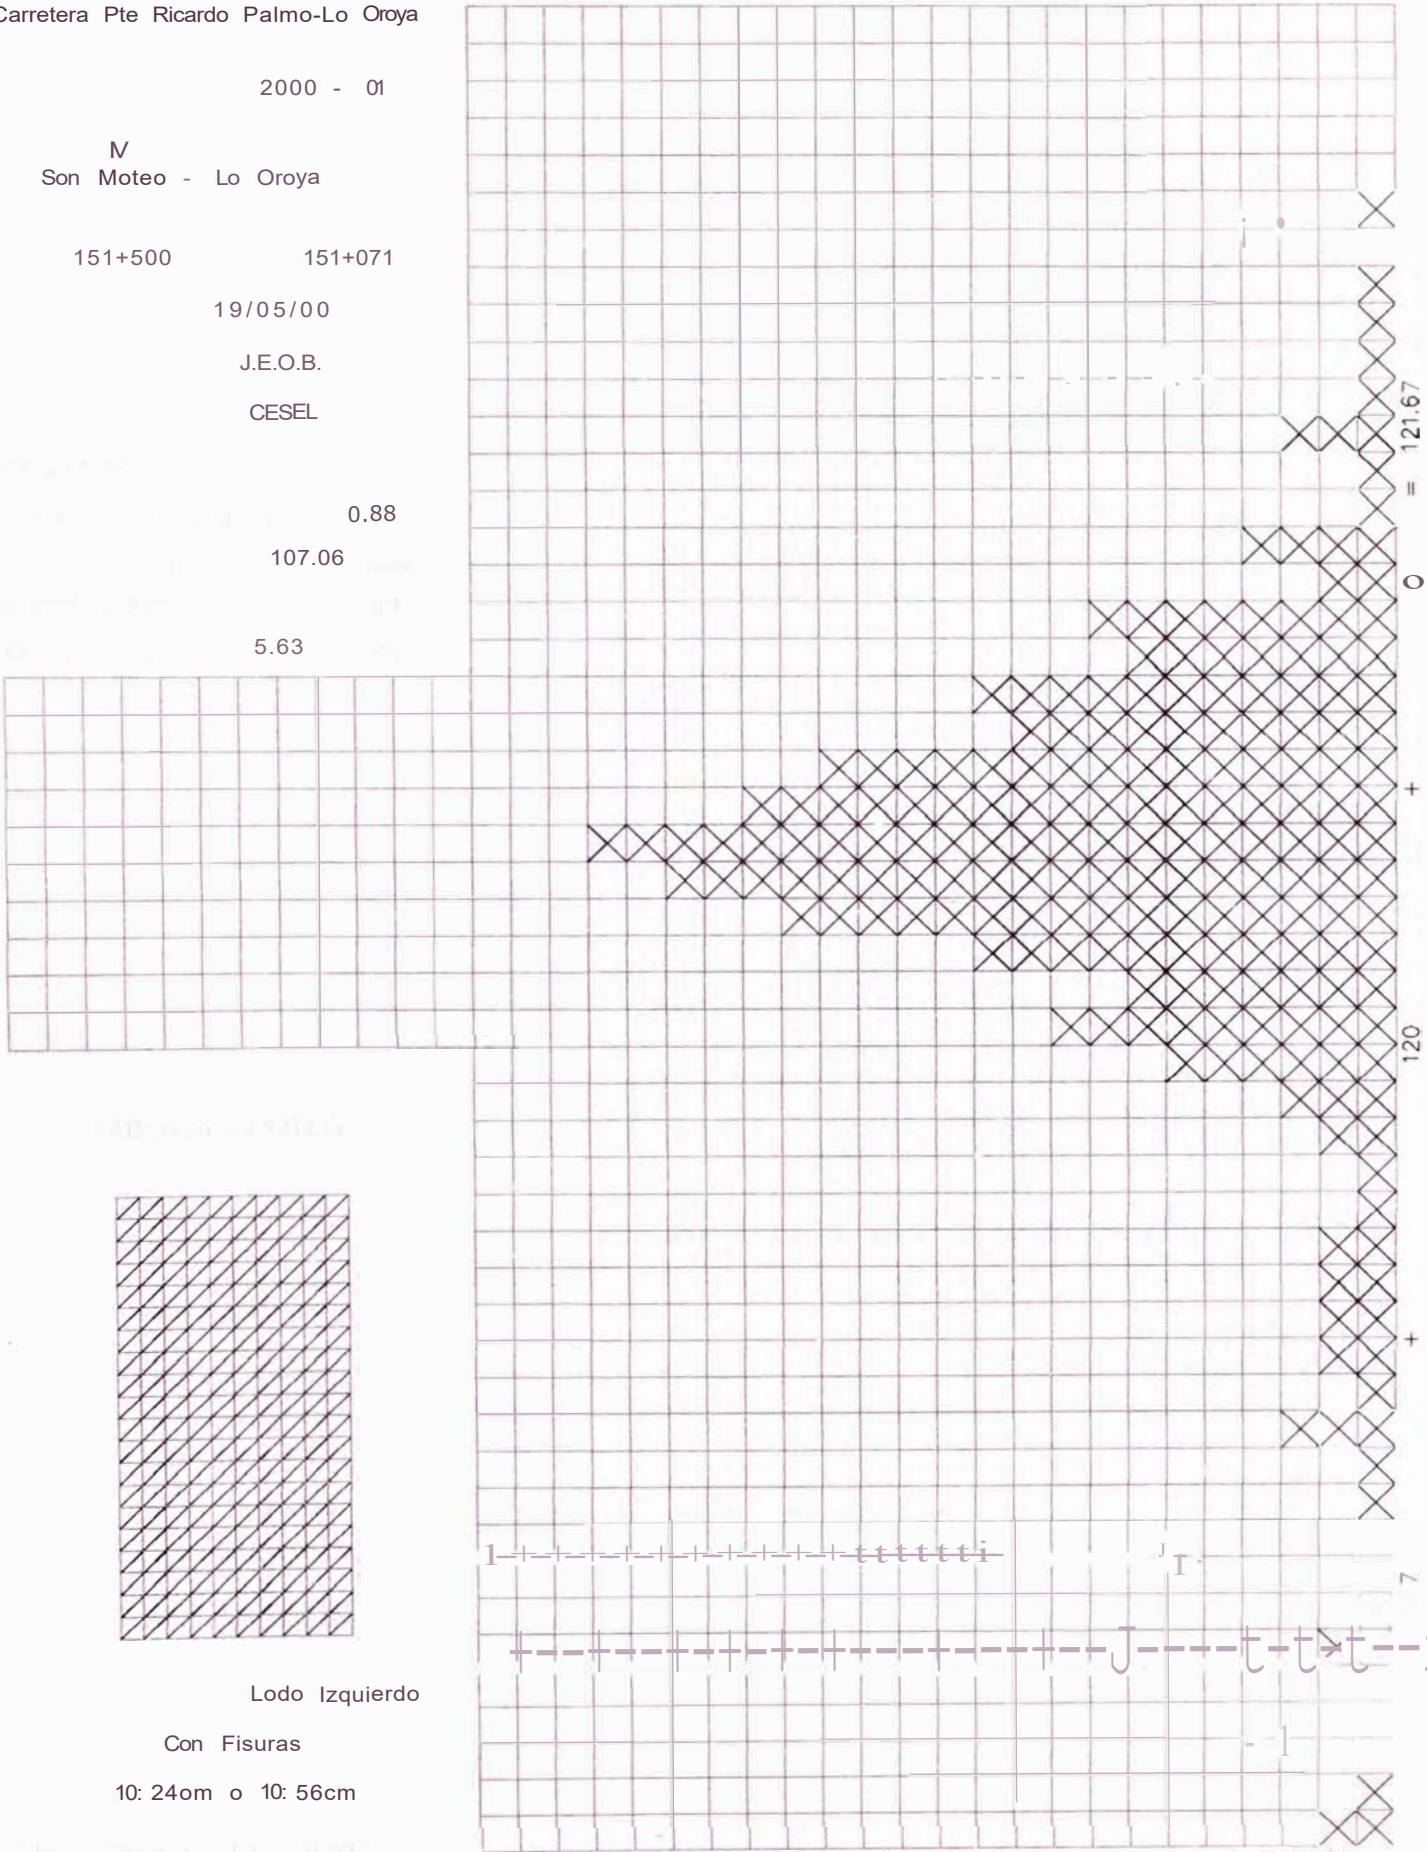 Carretera Pte Ricardo Palmo-Lo Oroya
2000 - 01
IV
Son Moteo - Lo Oroya
151+500 151+071
19/05/00
J.E.O.B.
CESEL
0.88
107.06
5.63
Lodo Izquierdo
Con Fisuras
10: 24om o 10: 56cm
121.67
=
O
+
120
+
7